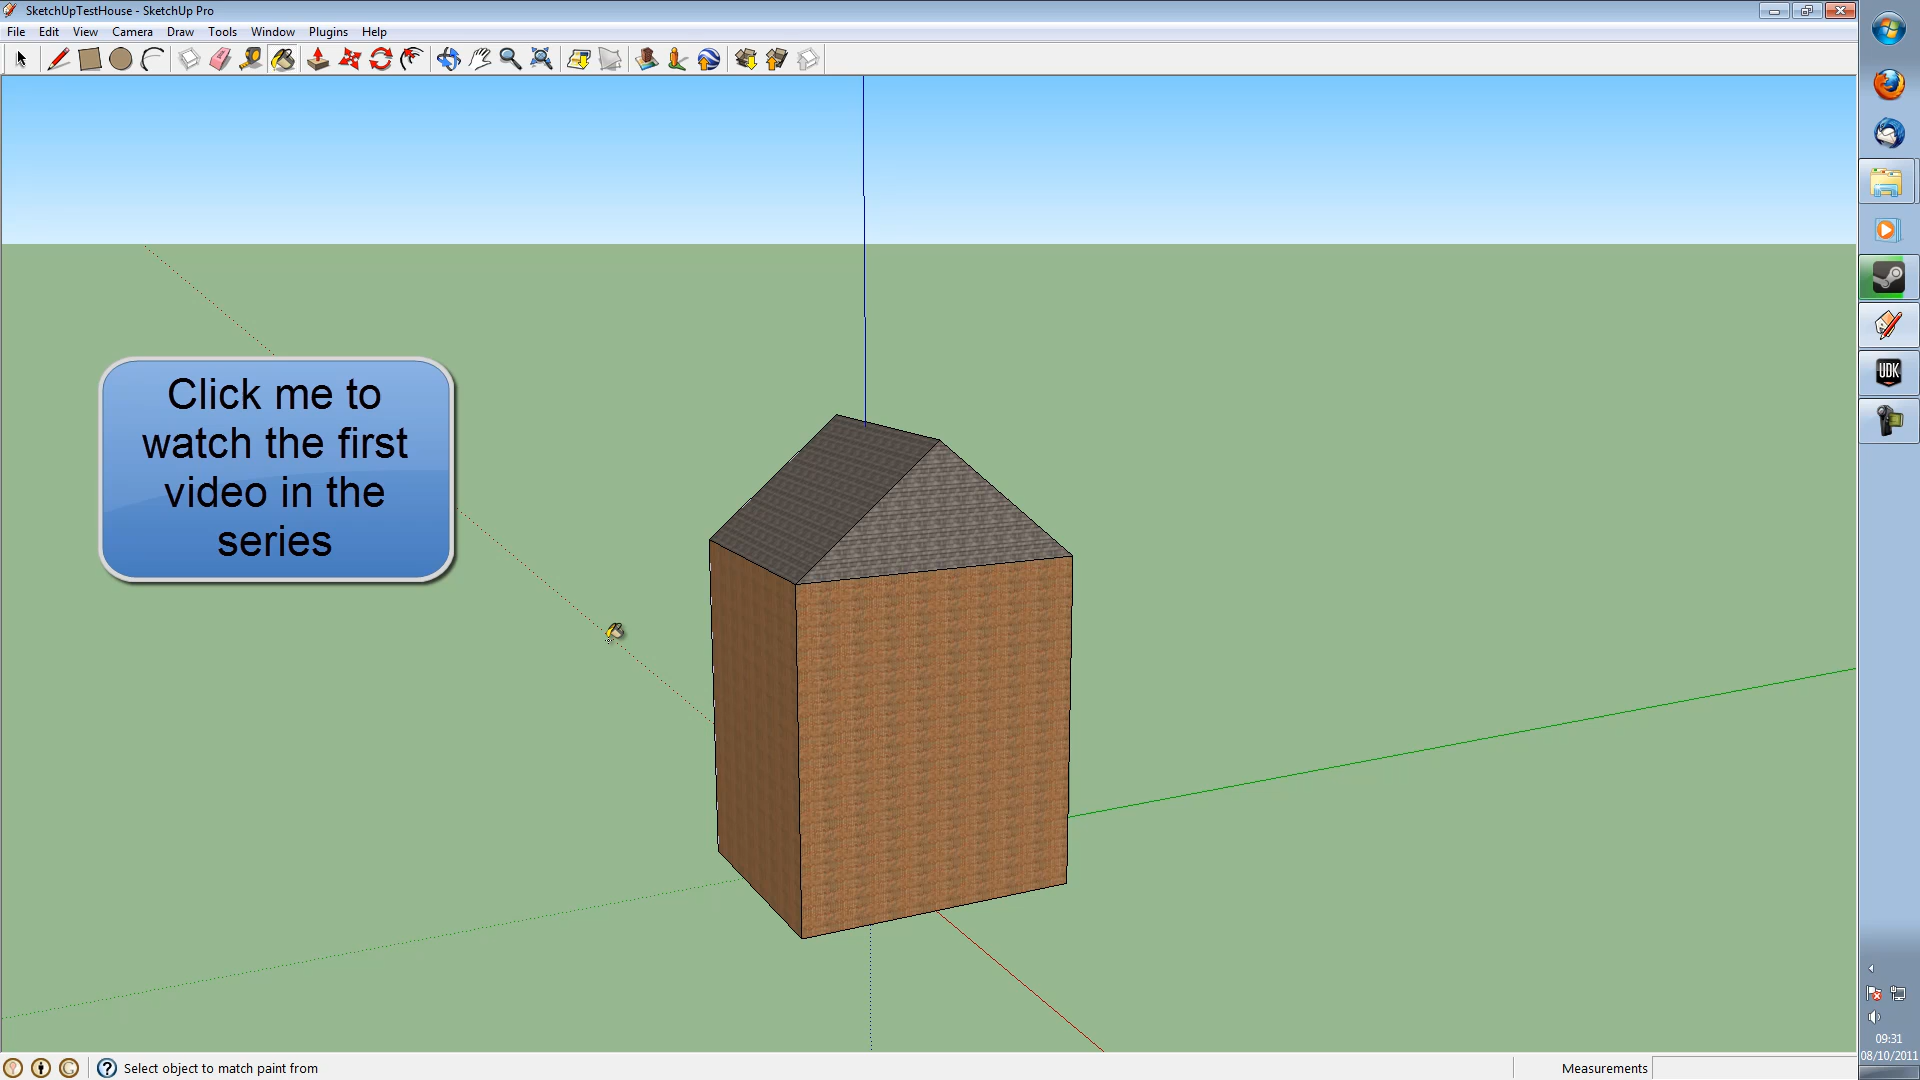 SketchUpTestHouse - SketchUp Pro
File Edit View Camera Draw Tools Window Plugins Help
Click me to
watch the first
video in the
series
UDK
09:31
08/10/2011
Select object to match paint from
Measurements